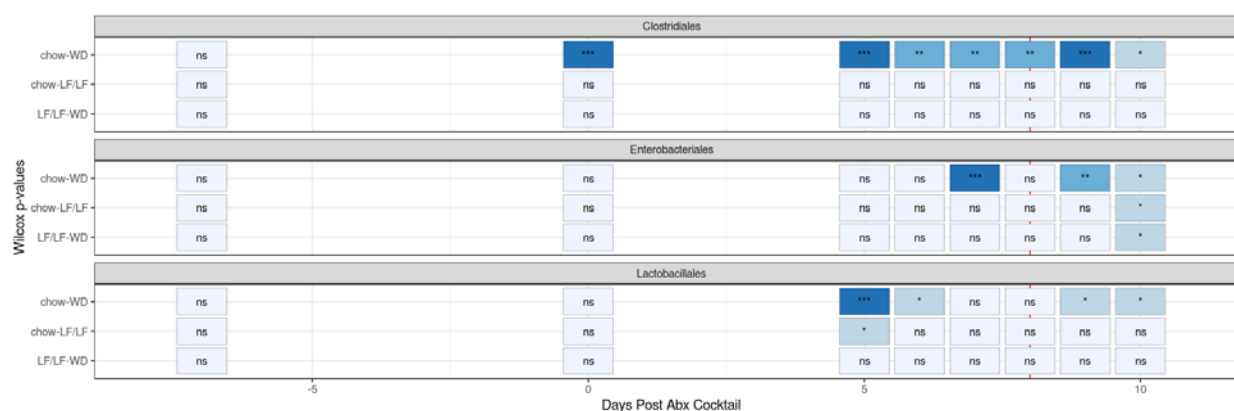 Clostridiales
chow-WD ns *** *** ** ** ** *** *
chow-LF/LF ns ns ns ns ns ns ns ns
LF/LF-WD ns ns ns ns ns ns ns ns
Enterobacteriales
chow-WD ns ns ns ns *** ns ** *
chow-LF/LF ns ns ns ns ns ns ns *
LF/LF-WD ns ns ns ns ns ns ns *
Lactobacillales
chow-WD ns ns *** * ns ns * *
chow-LF/LF ns ns * ns ns ns ns ns
LF/LF-WD ns ns ns ns ns ns ns ns
-5 0 5 10
Days Post Abx Cocktail
Wilcox p-values